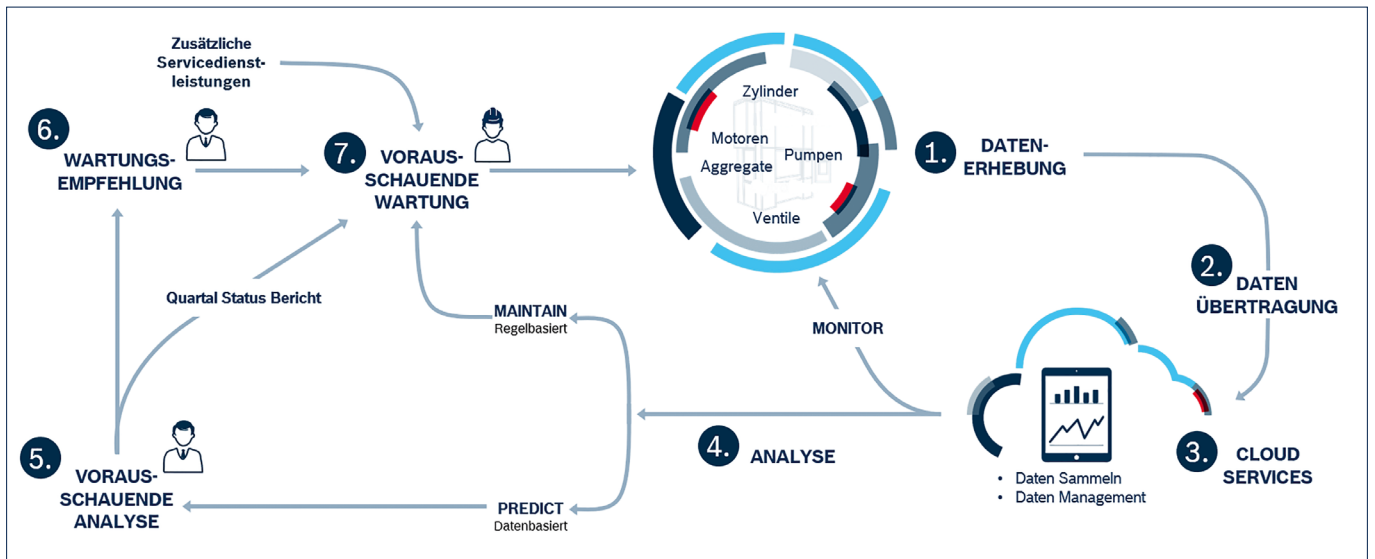 Zusätzliche
Servicedienst-
leistungen
6.
WARTUNGS-
EMPFEHLUNG
7.
VORAUS-
SCHAUENDE
WARTUNG
Zylinder
Motoren
Pumpen
Aggregate
Ventile
1.
DATEN-
ERHEBUNG
2.
DATEN
ÜBERTRAGUNG
Quartal Status Bericht
MAINTAIN
Regelbasiert
MONITOR
3.
CLOUD
SERVICES
• Daten Sammeln
• Daten Management
4.
ANALYSE
5.
VORAUS-
SCHAUENDE
ANALYSE
PREDICT
Datenbasiert